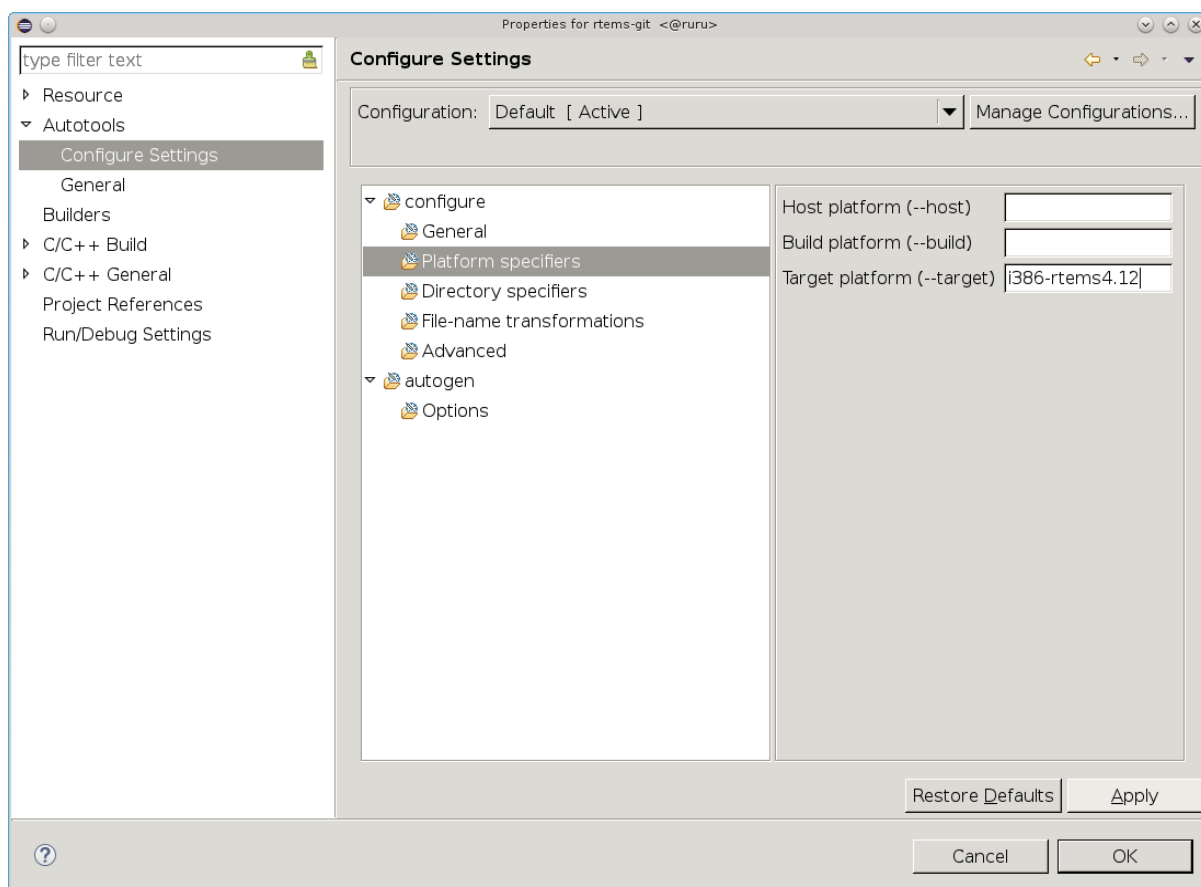 Properties for rtems-git <@ruru>
type filter text
Resource
Autotools
Configure Settings
General
Builders
C/C++ Build
C/C++ General
Project References
Run/Debug Settings
Configure Settings
Configuration: Default [ Active ] Manage Configurations...
configure
General
Platform specifiers
Directory specifiers
File-name transformations
Advanced
autogen
Options
Host platform (--host)
Build platform (--build)
Target platform (--target) i386-rtems4.12
Restore Defaults Apply
? Cancel OK